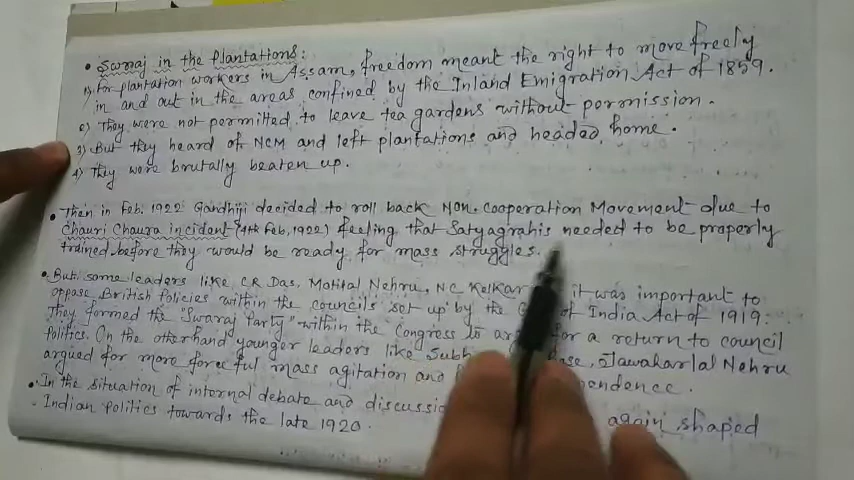 • Swaraj in the Plantations:
1) For plantation workers in Assam, freedom meant the right to move freely
in and out in the areas confined by the Inland Emigration Act of 1859.
2) They were not permitted to leave tea gardens without permission.
3) But they heard of NCM and left plantations and headed home.
4) They were brutally beaten up.
• Then in Feb. 1922 Gandhiji decided to roll back Non-Cooperation Movement due to
Chauri Chaura incident (4th Feb, 1922) feeling that Satyagrahis needed to be properly
trained before they would be ready for mass struggles.
• But some leaders like CR Das, Motilal Nehru, N C Kelkar it was important to
oppose British Policies within the councils set up by the of India Act of 1919.
They formed the "Swaraj Party" within the Congress to for a return to council
Politics. On the otherhand younger leaders like Jawaharlal Nehru
argued for more forceful mass agitation and
• In the situation of internal debate and again shaped
Indian Politics towards the late 1920.